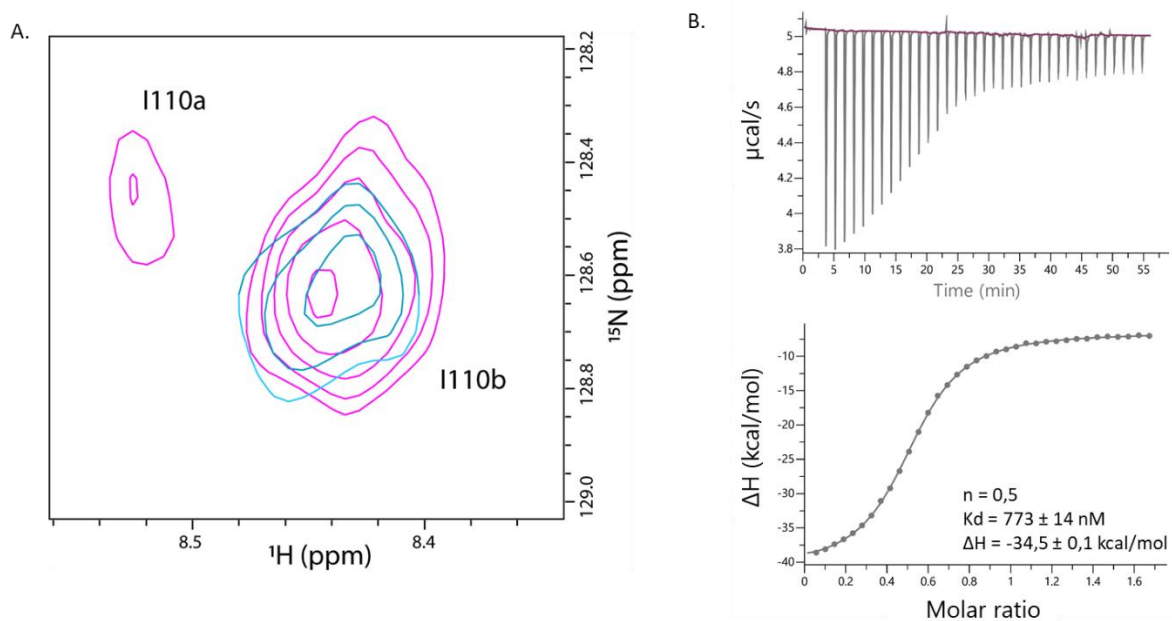 A.
I110a
I110b
128.2
128.4
128.6
128.8
129.0
¹⁵N (ppm)
8.5
8.4
¹H (ppm)
B.
5
4.8
4.6
4.4
4.2
4
3.8
µcal/s
0 5 10 15 20 25 30 35 40 45 50 55
Time (min)
-10
-15
-20
-25
-30
-35
-40
ΔH (kcal/mol)
n = 0,5
Kd = 773 ± 14 nM
ΔH = -34,5 ± 0,1 kcal/mol
0 0.2 0.4 0.6 0.8 1 1.2 1.4 1.6
Molar ratio